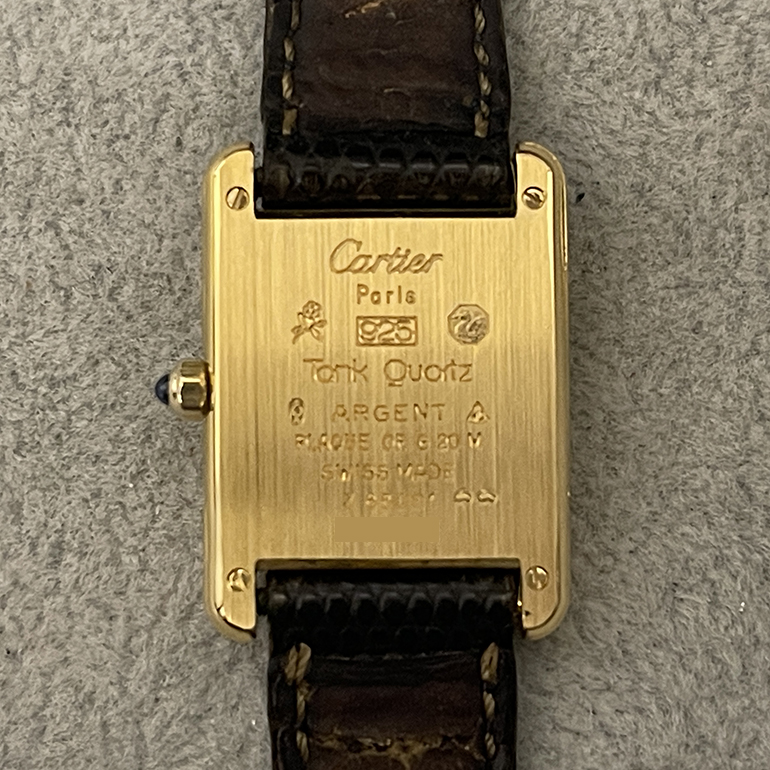 Cartier
Paris
925
Tank Quartz
ARGENT
PLAQUE OR G 20 M
SWISS MADE